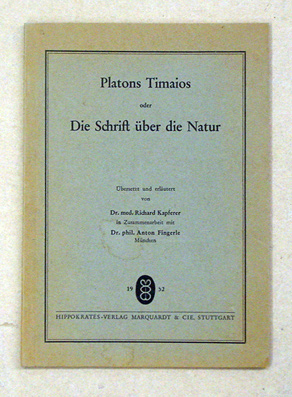 Platons Timaios
oder
Die Schrift über die Natur
Übersetzt und erläutert
von
Dr. med. Richard Kapferer
in Zusammenarbeit mit
Dr. phil. Anton Fingerle
München
19 52
HIPPOKRATES-VERLAG MARQUARDT & CIE, STUTTGART